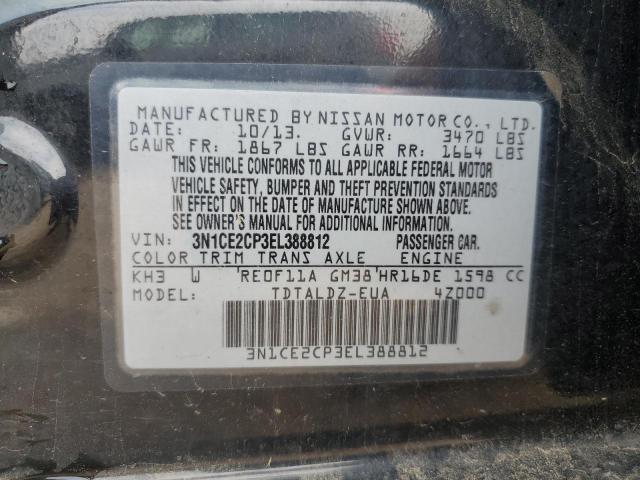 MANUFACTURED BY NISSAN MOTOR CO., LTD.
DATE: 10/13. GVWR: 3470 LBS
GAWR FR: 1867 LBS GAWR RR: 1664 LBS
THIS VEHICLE CONFORMS TO ALL APPLICABLE FEDERAL MOTOR
VEHICLE SAFETY, BUMPER AND THEFT PREVENTION STANDARDS
IN EFFECT ON THE DATE OF MANUFACTURE SHOWN ABOVE.
SEE OWNER'S MANUAL FOR ADDITIONAL INFORMATION.
VIN: 3N1CE2CP3EL388812 PASSENGER CAR.
COLOR TRIM TRANS AXLE ENGINE
KH3 W 'RE0F11A GM38'HR16DE 1598 CC
MODEL: TDTALDZ-EUA 4Z000
3N1CE2CP3EL388812